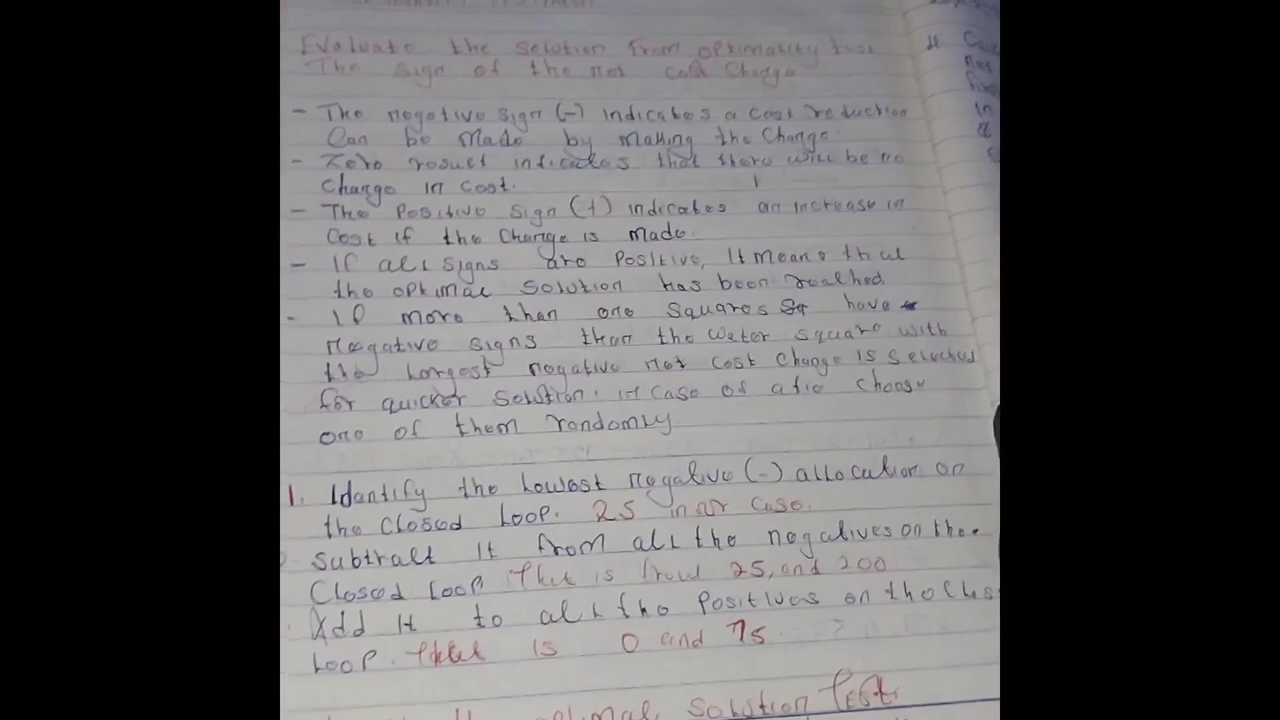 Evaluate the solution from optimality test
The sign of the net cost change
- The negative sign (-) indicates a cost reduction
Can be made by making the change.
- Zero result indicates that there will be no
change in cost.
- The Positive sign (+) indicates an increase in
cost if the change is made.
- If all signs are Positive, It means that
the optimal solution has been reached
- If more than one squares have
negative signs then the water square with
the Largest negative net cost change is selected
for quicker solution. in case of a tie choose
one of them randomly
1. Identify the Lowest negative (-) allocation on
the closed Loop. 25 in our case.
Subtract it from all the negatives on the
Closed Loop that is from 25, and 200
Add it to all the positives on the Clos
Loop. that is 0 and 75.
optimal solution Test